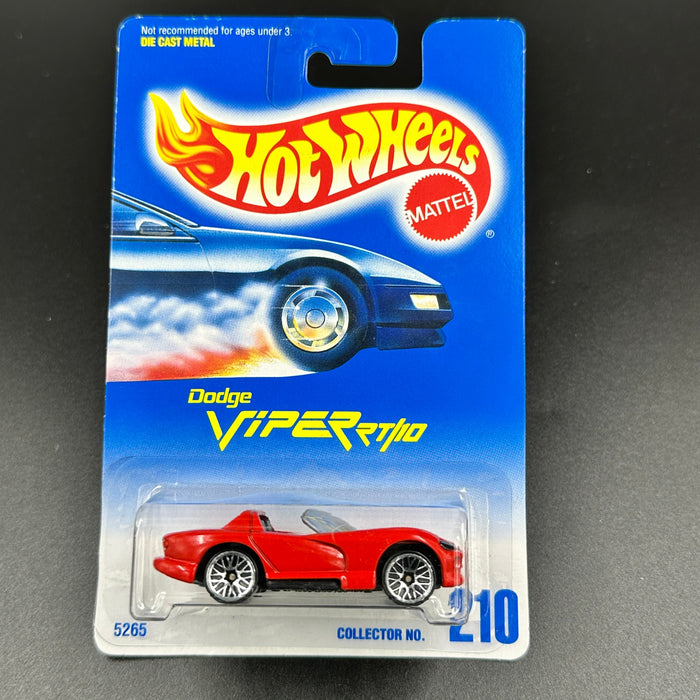 Not recommended for ages under 3.
DIE CAST METAL
HOT WHEELS
MATTEL
®
Dodge
VIPER RT/10
5265
COLLECTOR NO. 210